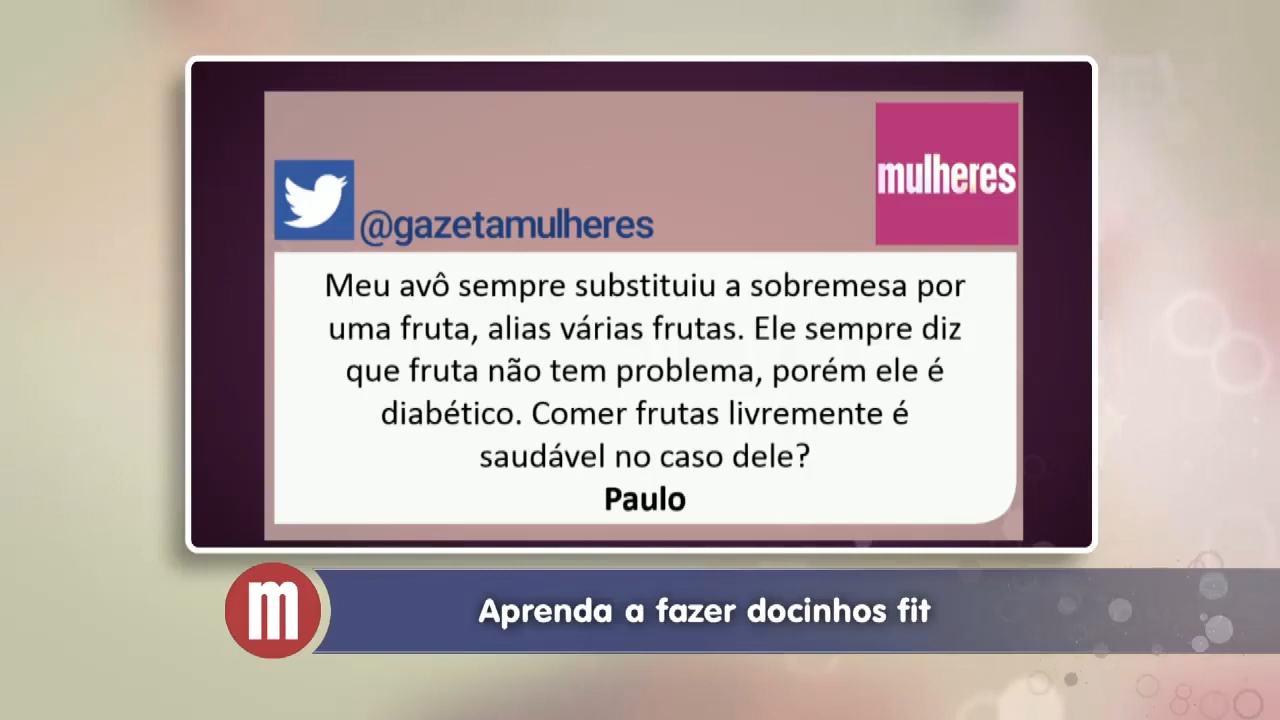 mulheres
@gazetamulheres
Meu avô sempre substituiu a sobremesa por
uma fruta, alias várias frutas. Ele sempre diz
que fruta não tem problema, porém ele é
diabético. Comer frutas livremente é
saudável no caso dele?
Paulo
m
Aprenda a fazer docinhos fit